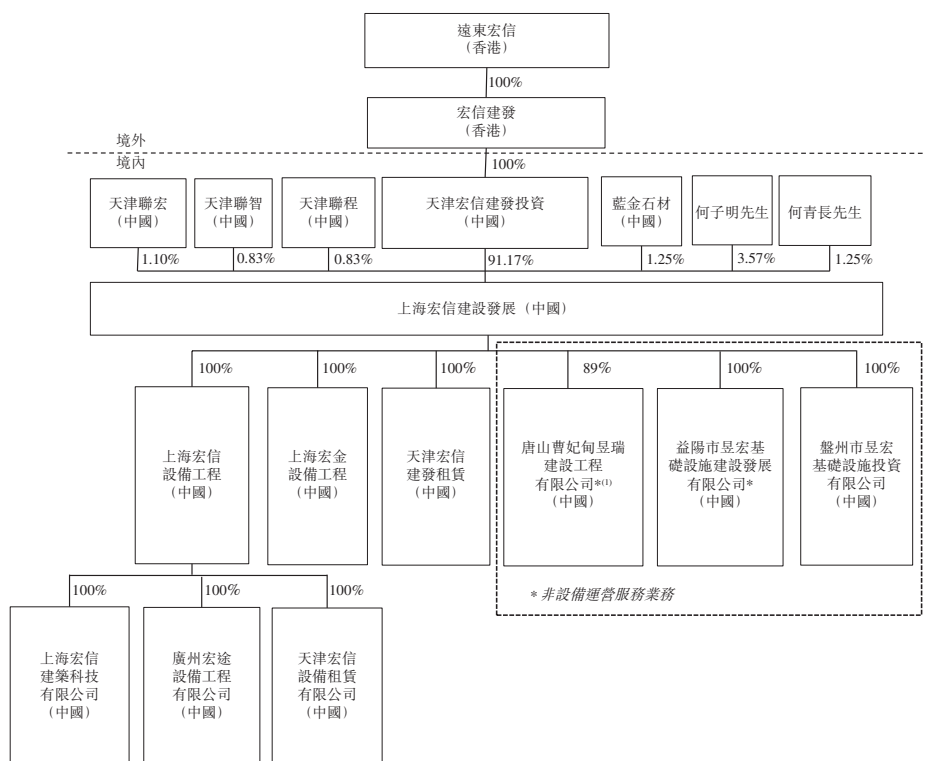 遠東宏信
（香港）
100%
宏信建發
（香港）
境外
境內
100%
天津聯宏
（中國）
天津聯智
（中國）
天津聯程
（中國）
天津宏信建發投資
（中國）
藍金石材
（中國）
何子明先生
何青長先生
1.10%
0.83%
0.83%
91.17%
1.25%
3.57%
1.25%
上海宏信建設發展（中國）
100%
100%
100%
89%
100%
100%
上海宏信
設備工程
（中國）
上海宏金
設備工程
（中國）
天津宏信
建發租賃
（中國）
唐山曹妃甸昱瑞
建設工程
有限公司*⁽¹⁾
（中國）
益陽市昱宏基
礎設施建設發展
有限公司*
（中國）
盤州市昱宏
基礎設施投資
有限公司
（中國）
* 非設備運營服務業務
100%
100%
100%
上海宏信
建築科技
有限公司
（中國）
廣州宏途
設備工程
有限公司
（中國）
天津宏信
設備租賃
有限公司
（中國）